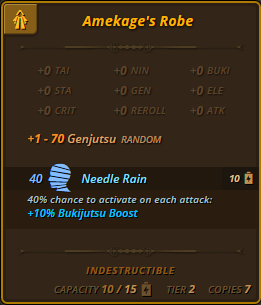 Amekage's Robe
+0 TAI +0 NIN +0 BUKI
+0 STA +0 GEN +0 ELE
+0 CRIT +0 REROLL +0 ATK
+1 - 70 Genjutsu RANDOM
40 Needle Rain 10
40% chance to activate on each attack:
+10% Bukijutsu Boost
INDESTRUCTIBLE
CAPACITY 10 / 15 TIER 2 COPIES 7